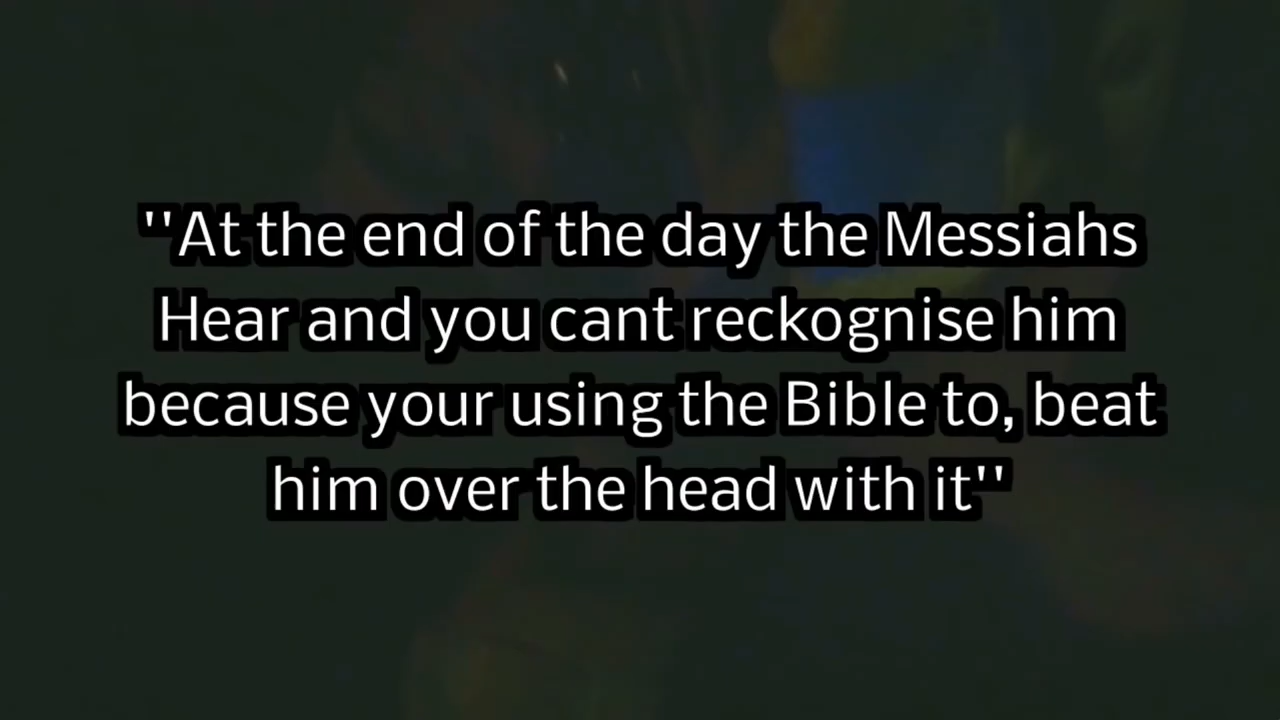 ''At the end of the day the Messiahs
Hear and you cant reckognise him
because your using the Bible to, beat
him over the head with it''